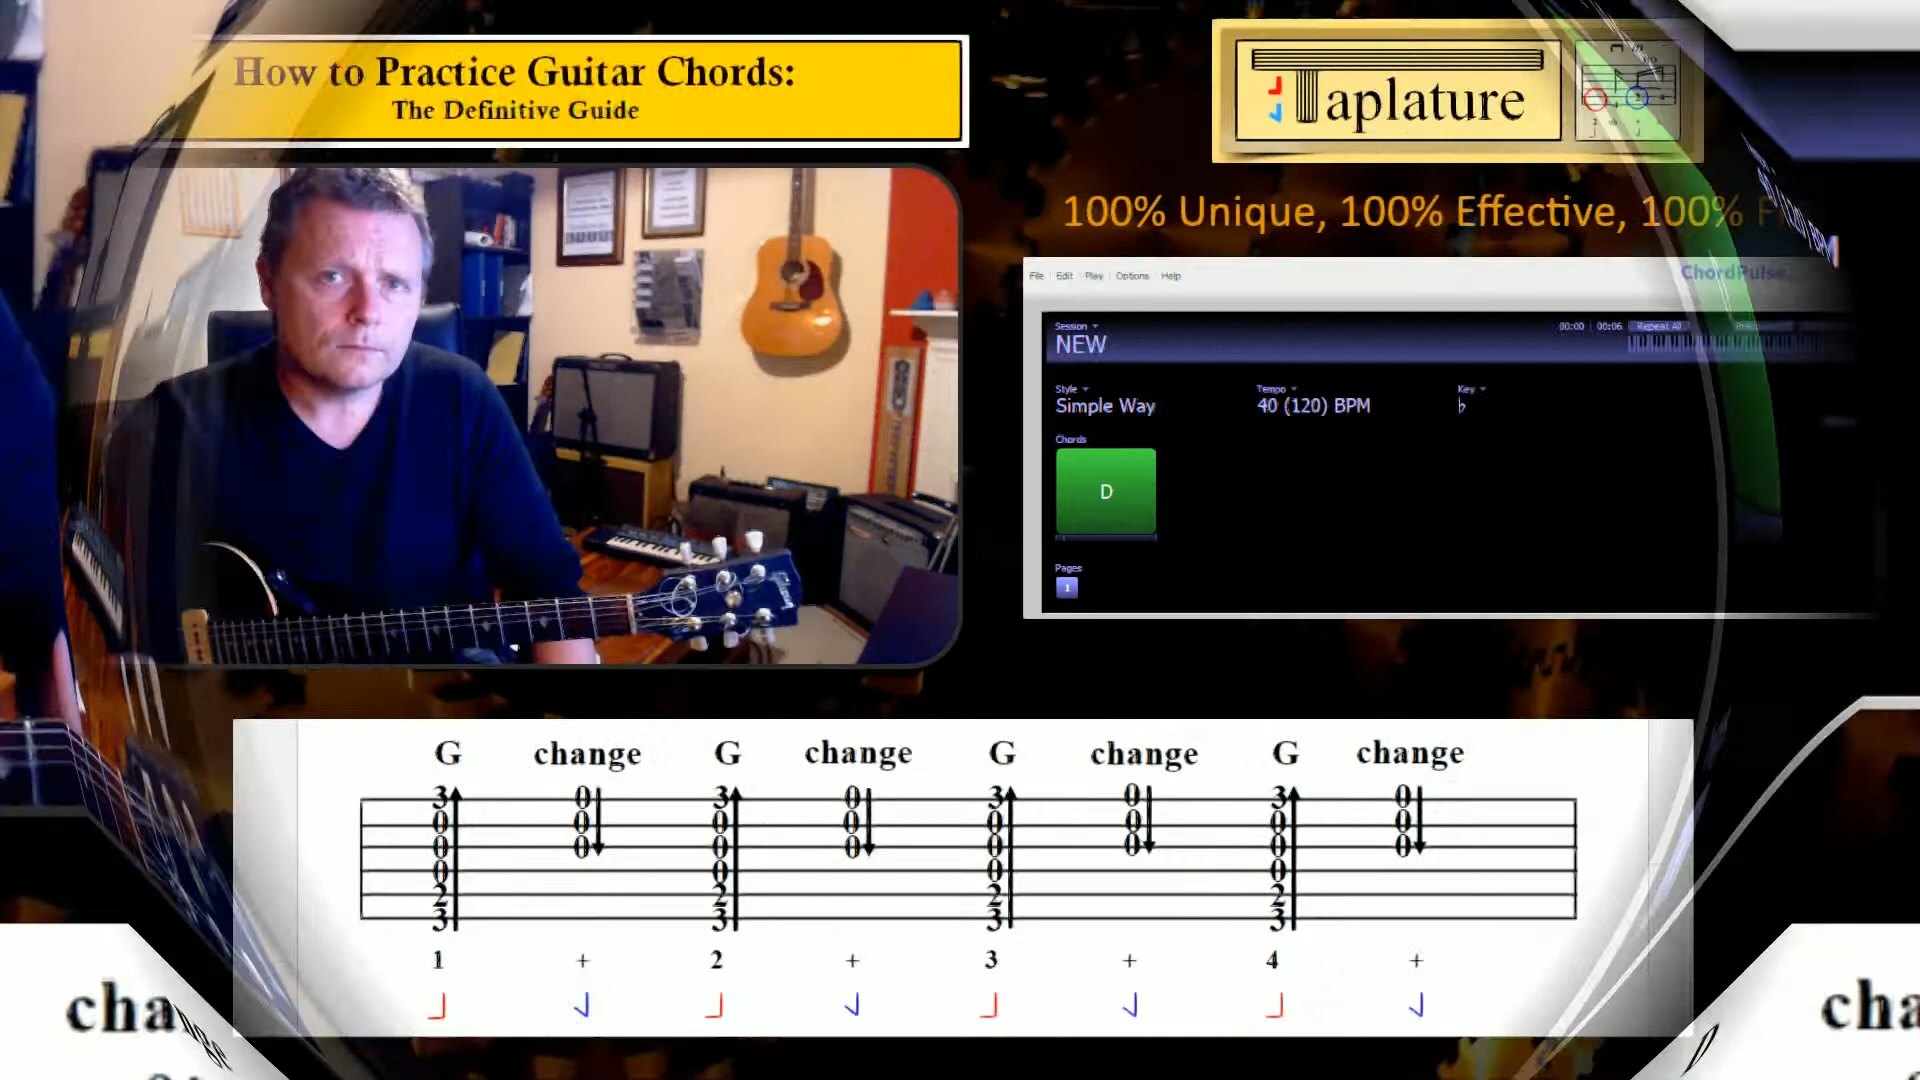 How to Practice Guitar Chords:
The Definitive Guide
Taplature
100% Unique, 100% Effective, 100%
File Edit Play Options Help
ChordPulse
Session
00:00 00:06 Repeat All
NEW
Style Tempo Key
Simple Way 40 (120) BPM ♭
Chords
D
Pages
1
G change G change G change G change
3 0 3 0 3 0 3 0
0 0 0 0 0 0 0 0
0 0 0 0 0 0 0 0
0 0 0 0
2 2 2 2
3 3 3 3
1 + 2 + 3 + 4 +
change
cha